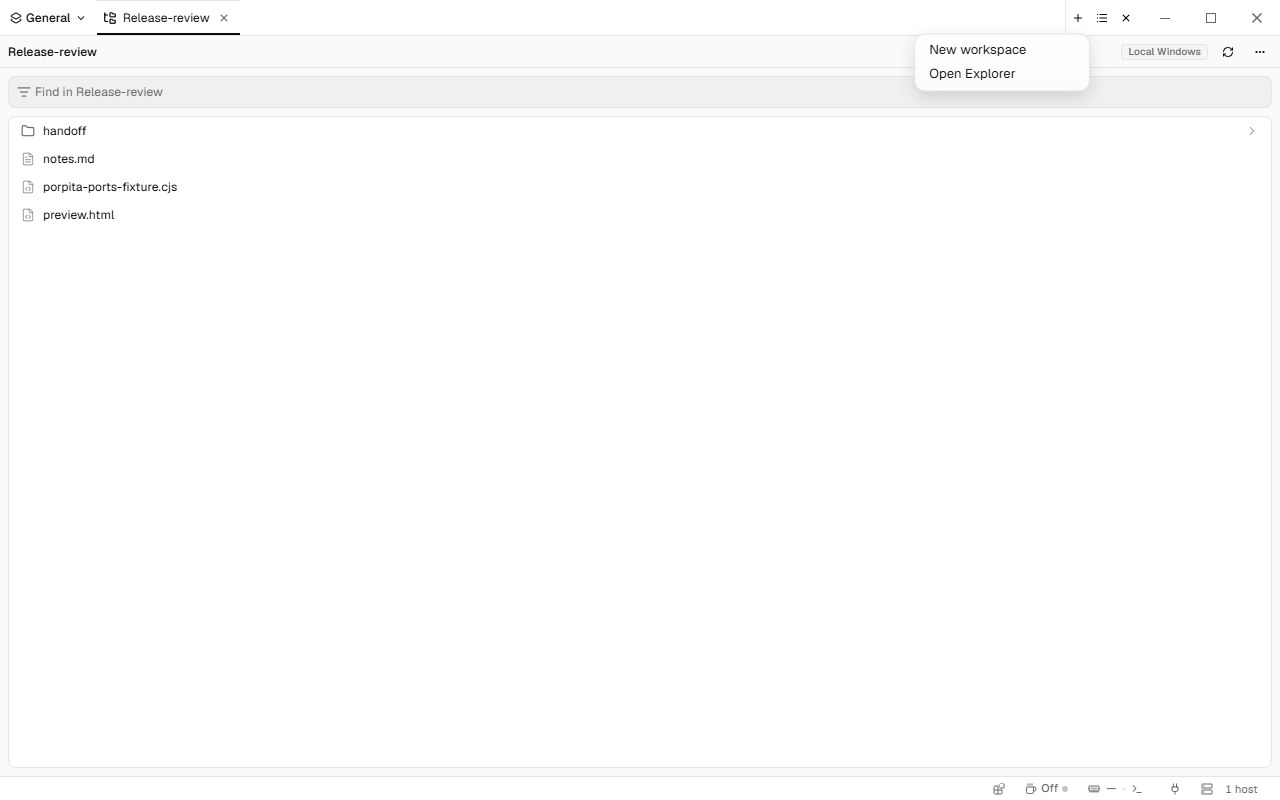 General
Release-review
New workspace
Open Explorer
Release-review
Local Windows
Find in Release-review
handoff
notes.md
porpita-ports-fixture.cjs
preview.html
Off
— ·
1 host